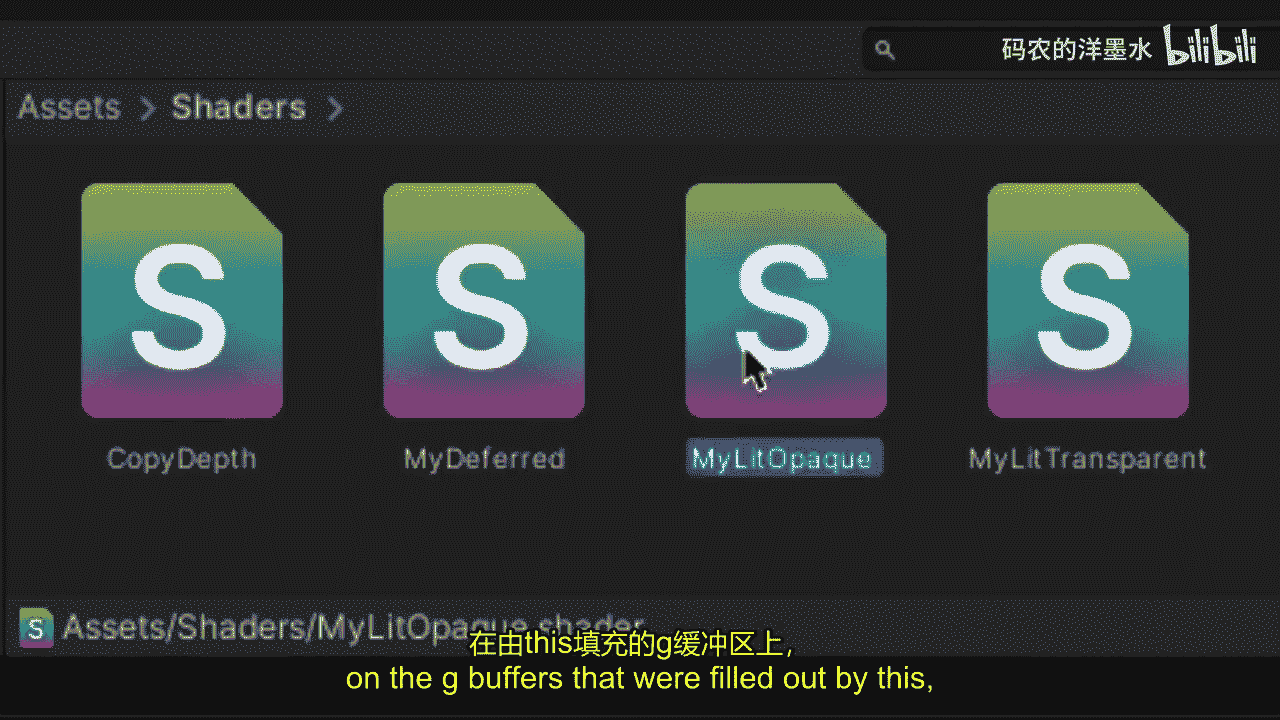 码农的洋墨水 bilibili
Assets > Shaders >
S S S S
CopyDepth MyDeferred MyLitOpaque MyLitTransparent
S Assets/Shaders/MyLitOpaque.shader
在由this填充的g缓冲区上，
on the g buffers that were filled out by this,